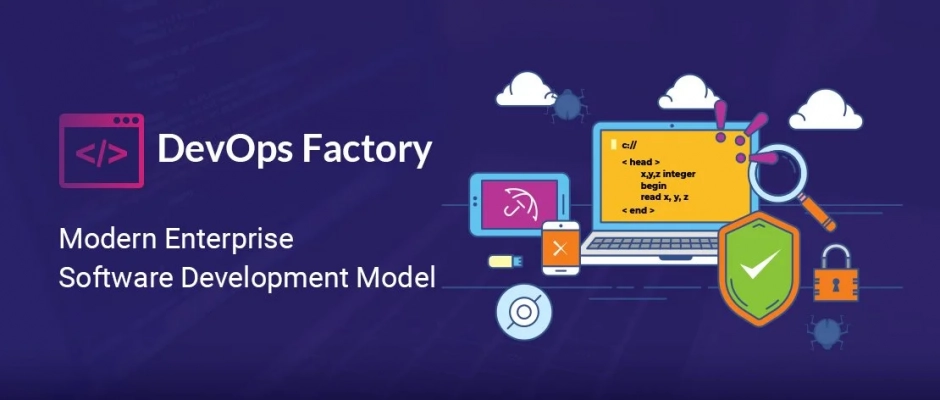 </>
DevOps Factory
Modern Enterprise
Software Development Model
c://
< head >
x,y,z integer
begin
read x, y, z
< end >